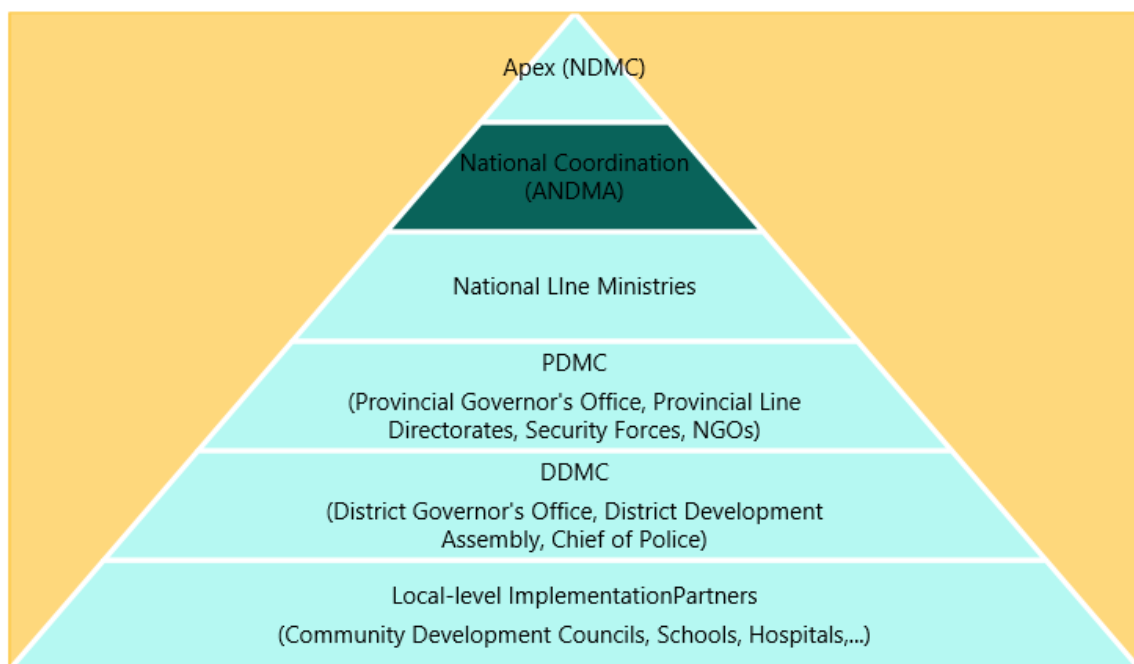 Apex (NDMC)
National Coordination
(ANDMA)
National LIne Ministries
PDMC
(Provincial Governor's Office, Provincial Line
Directorates, Security Forces, NGOs)
DDMC
(District Governor's Office, District Development
Assembly, Chief of Police)
Local-level ImplementationPartners
(Community Development Councils, Schools, Hospitals,...)